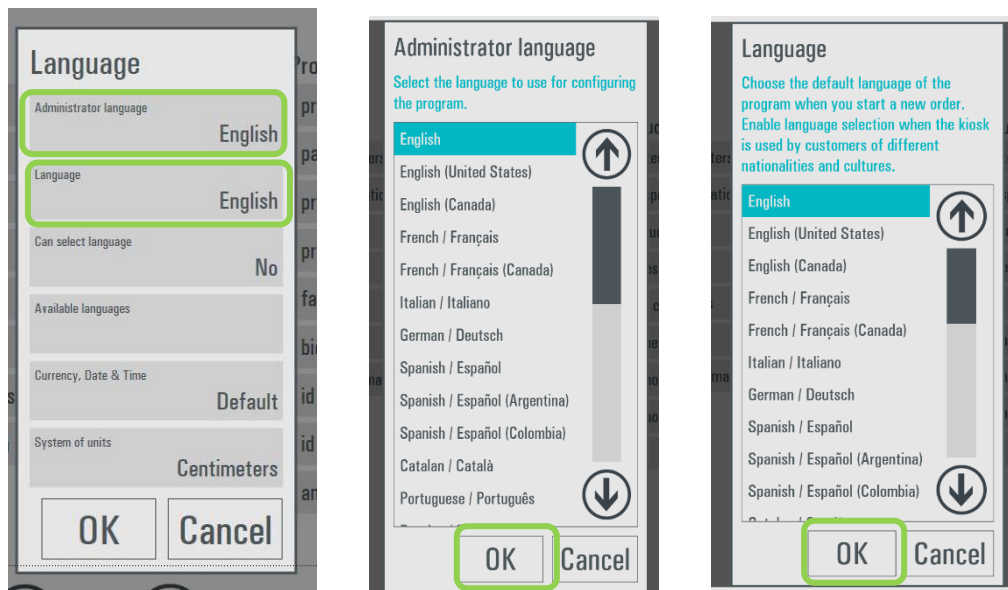 Language
Administrator language
English
Language
English
Can select language
No
Available languages
Currency, Date & Time
Default
System of units
Centimeters
OK
Cancel
Administrator language
Select the language to use for configuring
the program.
English
English (United States)
English (Canada)
French / Français
French / Français (Canada)
Italian / Italiano
German / Deutsch
Spanish / Español
Spanish / Español (Argentina)
Spanish / Español (Colombia)
Catalan / Català
Portuguese / Português
OK
Cancel
Language
Choose the default language of the
program when you start a new order.
Enable language selection when the kiosk
is used by customers of different
nationalities and cultures.
English
English (United States)
English (Canada)
French / Français
French / Français (Canada)
Italian / Italiano
German / Deutsch
Spanish / Español
Spanish / Español (Argentina)
Spanish / Español (Colombia)
OK
Cancel